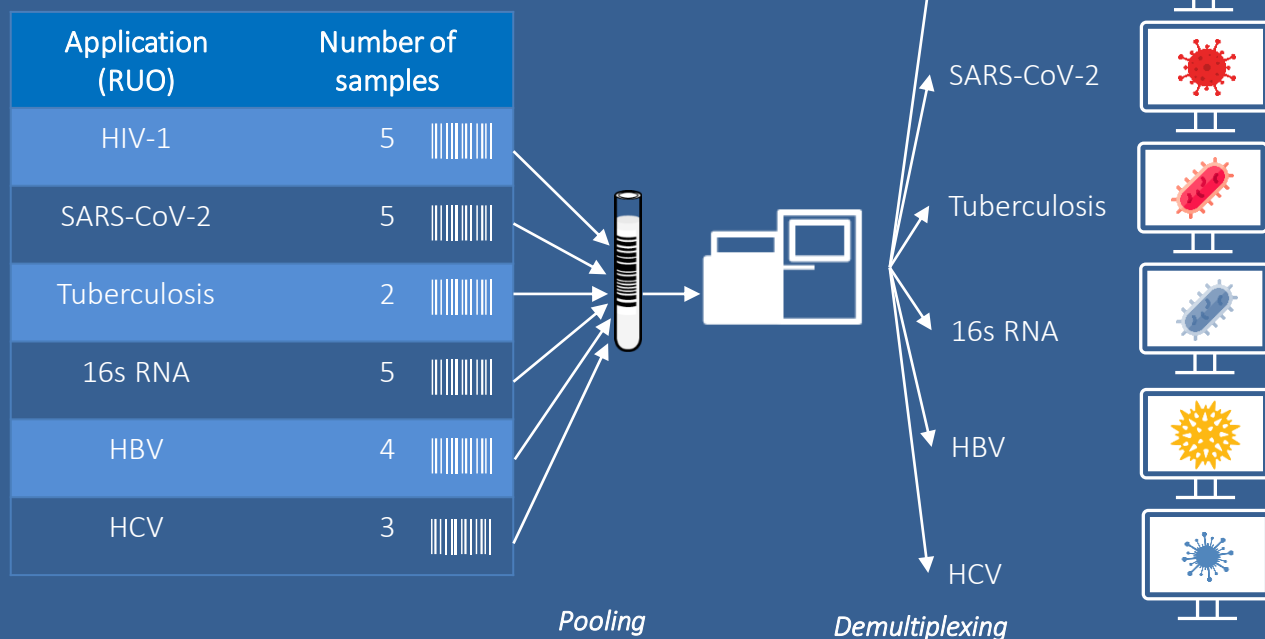 Application
(RUO)
Number of
samples
HIV-1 5
SARS-CoV-2 5
Tuberculosis 2
16s RNA 5
HBV 4
HCV 3
Pooling
SARS-CoV-2
Tuberculosis
16s RNA
HBV
HCV
Demultiplexing